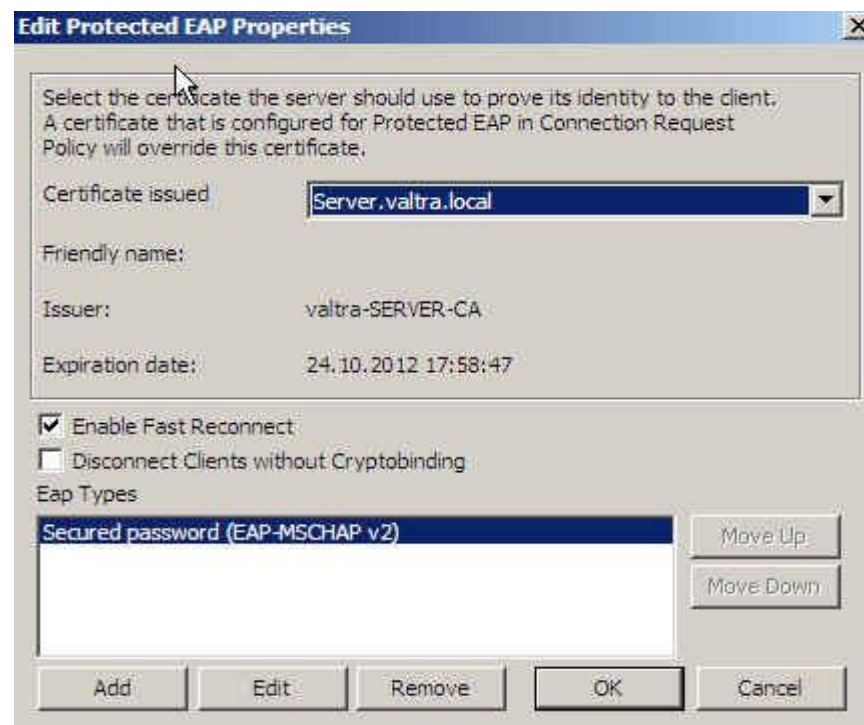 Edit Protected EAP Properties
Select the certificate the server should use to prove its identity to the client.
A certificate that is configured for Protected EAP in Connection Request
Policy will override this certificate.
Certificate issued
Server.valtra.local
Friendly name:
Issuer:
valtra-SERVER-CA
Expiration date:
24.10.2012 17:58:47
Enable Fast Reconnect
Disconnect Clients without Cryptobinding
Eap Types
Secured password (EAP-MSCHAP v2)
Move Up
Move Down
Add
Edit
Remove
OK
Cancel